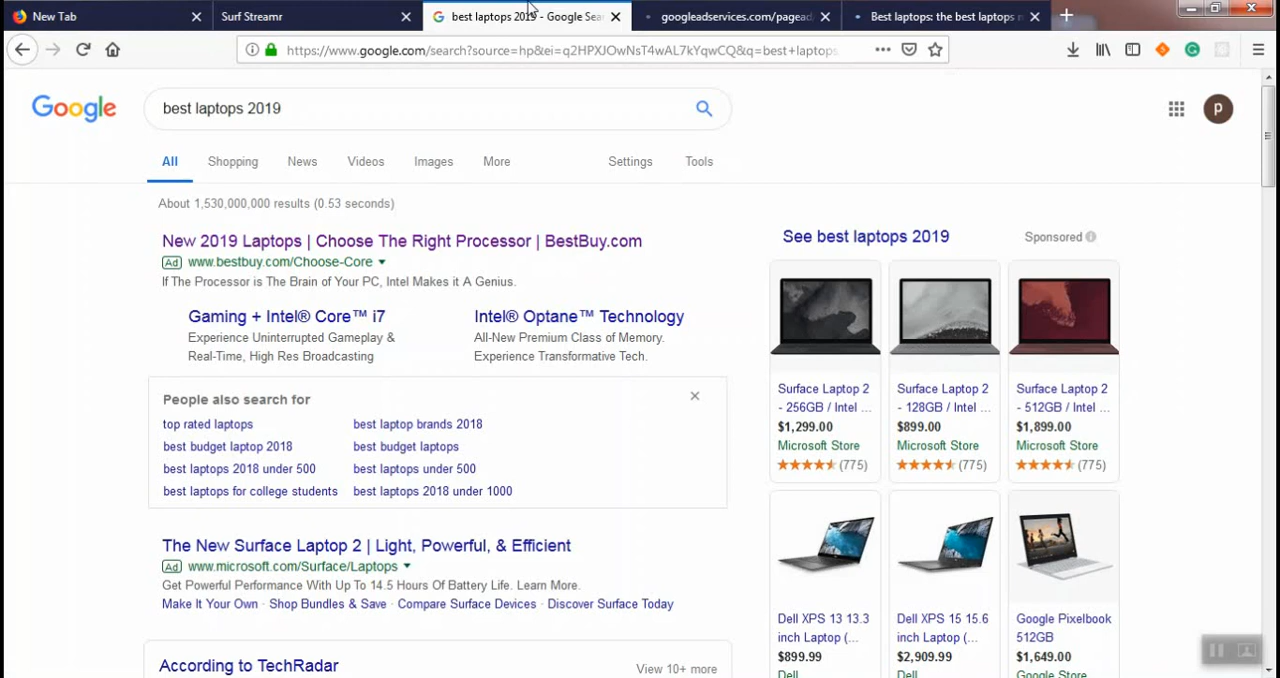 New Tab
Surf Streamr
best laptops 2019 - Google Sea
googleadservices.com/pagead
Best laptops: the best laptops
https://www.google.com/search?source=hp&ei=q2HPXJOwNsT4wAL7kYqwCQ&q=best+laptops
Google
best laptops 2019
P
All
Shopping
News
Videos
Images
More
Settings
Tools
About 1,530,000,000 results (0.53 seconds)
New 2019 Laptops | Choose The Right Processor | BestBuy.com
Ad www.bestbuy.com/Choose-Core
If The Processor is The Brain of Your PC, Intel Makes it A Genius.
Gaming + Intel® Core™ i7
Experience Uninterrupted Gameplay &
Real-Time, High Res Broadcasting
Intel® Optane™ Technology
All-New Premium Class of Memory.
Experience Transformative Tech.
People also search for
top rated laptops
best laptop brands 2018
best budget laptop 2018
best budget laptops
best laptops 2018 under 500
best laptops under 500
best laptops for college students
best laptops 2018 under 1000
The New Surface Laptop 2 | Light, Powerful, & Efficient
Ad www.microsoft.com/Surface/Laptops
Get Powerful Performance With Up To 14.5 Hours Of Battery Life. Learn More.
Make It Your Own · Shop Bundles & Save · Compare Surface Devices · Discover Surface Today
According to TechRadar
View 10+ more
See best laptops 2019
Sponsored
Surface Laptop 2
- 256GB / Intel ...
$1,299.00
Microsoft Store
(775)
Surface Laptop 2
- 128GB / Intel ...
$899.00
Microsoft Store
(775)
Surface Laptop 2
- 512GB / Intel ...
$1,899.00
Microsoft Store
(775)
Dell XPS 13 13.3
inch Laptop (...
$899.99
Dell
Dell XPS 15 15.6
inch Laptop (...
$2,909.99
Dell
Google Pixelbook
512GB
$1,649.00
Google Store